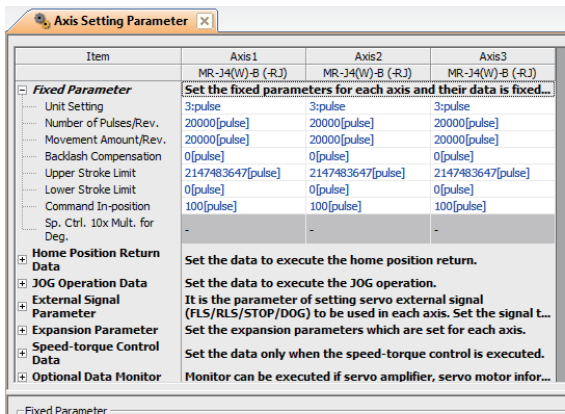 Axis Setting Parameter
Item Axis1 Axis2 Axis3
MR-J4(W)-B (-RJ) MR-J4(W)-B (-RJ) MR-J4(W)-B (-RJ)
Fixed Parameter Set the fixed parameters for each axis and their data is fixed...
Unit Setting 3:pulse 3:pulse 3:pulse
Number of Pulses/Rev. 20000[pulse] 20000[pulse] 20000[pulse]
Movement Amount/Rev. 20000[pulse] 20000[pulse] 20000[pulse]
Backlash Compensation 0[pulse] 0[pulse] 0[pulse]
Upper Stroke Limit 2147483647[pulse] 2147483647[pulse] 2147483647[pulse]
Lower Stroke Limit 0[pulse] 0[pulse] 0[pulse]
Command In-position 100[pulse] 100[pulse] 100[pulse]
Sp. Ctrl. 10x Mult. for
Deg. - - -
Home Position Return
Data Set the data to execute the home position return.
JOG Operation Data Set the data to execute the JOG operation.
External Signal
Parameter It is the parameter of setting servo external signal
(FLS/RLS/STOP/DOG) to be used in each axis. Set the signal t...
Expansion Parameter Set the expansion parameters which are set for each axis.
Speed-torque Control
Data Set the data only when the speed-torque control is executed.
Optional Data Monitor Monitor can be executed if servo amplifier, servo motor infor...
Fixed Parameter